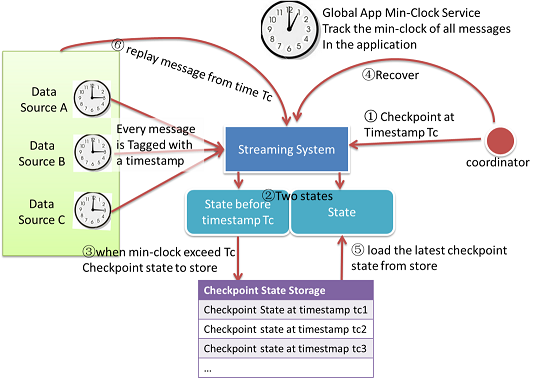 Global App Min-Clock Service
Track the min-clock of all messages
In the application
⑥ replay message from time Tc
④Recover
Data
Source A
Data
Source B
Data
Source C
Every message
is Tagged with
a timestamp
① Checkpoint at
Timestamp Tc
Streaming System
coordinator
②Two states
State before
timestamp Tc
State
③when min-clock exceed Tc
Checkpoint state to store
⑤ load the latest checkpoint
state from store
Checkpoint State Storage
Checkpoint State at timestamp tc1
Checkpoint state at timestamp tc2
Checkpoint state at timestmap tc3
...